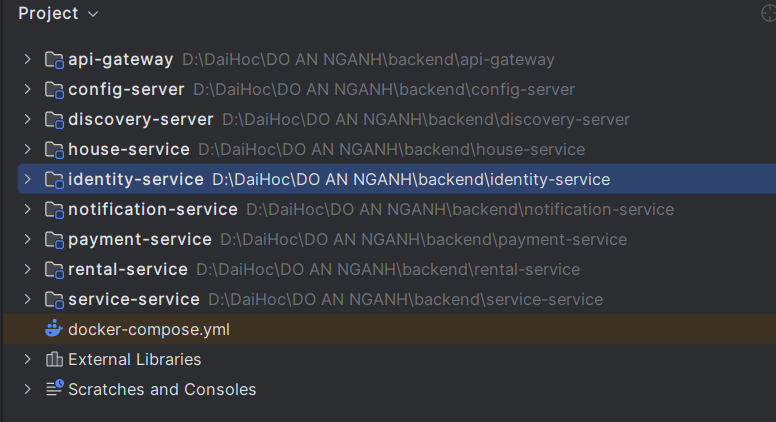 Project
api-gateway D:\DaiHoc\DO AN NGANH\backend\api-gateway
config-server D:\DaiHoc\DO AN NGANH\backend\config-server
discovery-server D:\DaiHoc\DO AN NGANH\backend\discovery-server
house-service D:\DaiHoc\DO AN NGANH\backend\house-service
identity-service D:\DaiHoc\DO AN NGANH\backend\identity-service
notification-service D:\DaiHoc\DO AN NGANH\backend\notification-service
payment-service D:\DaiHoc\DO AN NGANH\backend\payment-service
rental-service D:\DaiHoc\DO AN NGANH\backend\rental-service
service-service D:\DaiHoc\DO AN NGANH\backend\service-service
docker-compose.yml
External Libraries
Scratches and Consoles